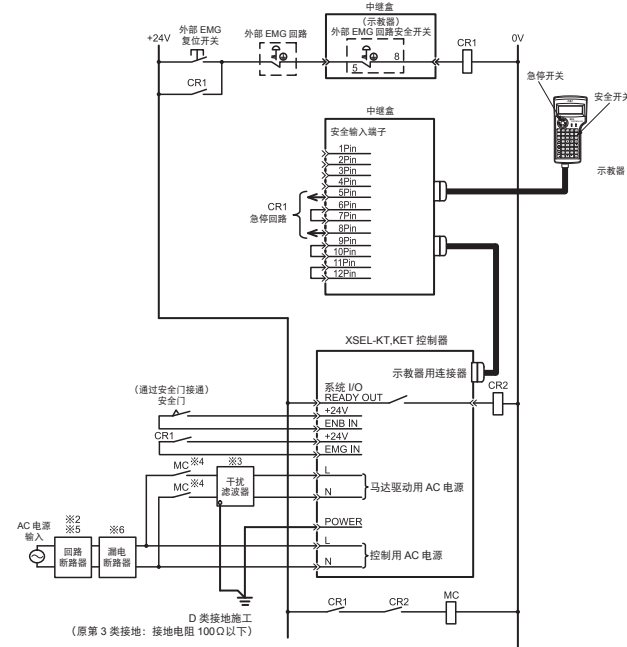 中继盒
（示教器）
外部 EMG 回路安全开关
外部 EMG
复位开关
外部 EMG 回路
+24V
CR1
0V
5
8
CR1
急停开关
安全开关
示教器
中继盒
安全输入端子
1Pin
2Pin
3Pin
4Pin
5Pin
6Pin
7Pin
8Pin
9Pin
10Pin
11Pin
12Pin
CR1
急停回路
XSEL-KT,KET 控制器
示教器用连接器
CR2
（通过安全门接通）
安全门
系统 I/O
READY OUT
+24V
ENB IN
CR1
+24V
EMG IN
MC ※4
※3
干扰
滤波器
L
MC ※4
N
马达驱动用 AC 电源
AC 电源
输入
※2
※5
回路
断路器
※6
漏电
断路器
POWER
L
N
控制用 AC 电源
CR1
CR2
MC
D 类接地施工
（原第 3 类接地：接地电阻 100Ω以下）